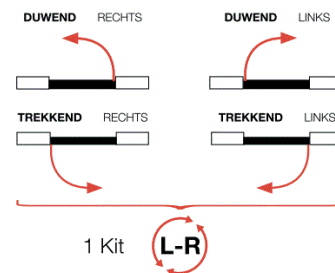 DUWEND RECHTS DUWEND LINKS
TREKKEND RECHTS TREKKEND LINKS
1 Kit L-R